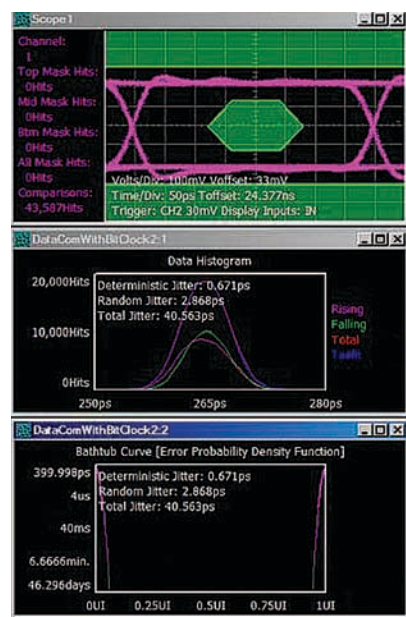 Scope1
Channel:
1
Top Mask Hits:
0Hits
Mid Mask Hits:
0Hits
Btm Mask Hits:
0Hits
All Mask Hits:
0Hits
Comparisons:
43,587Hits
Volts/Div: 100mV Voffset: 33mV
Time/Div: 50ps Toffset: 24.377ns
Trigger: CH2 30mV Display Inputs: IN
DataComWithBitClock2:1
Data Histogram
20,000Hits
10,000Hits
0Hits
Deterministic Jitter: 0.671ps
Random Jitter: 2.868ps
Total Jitter: 40.563ps
Rising
Falling
Total
Tailfit
250ps
265ps
280ps
DataComWithBitClock2:2
Bathtub Curve [Error Probability Density Function]
399.998ps
4us
40ms
6.6666min.
46.296days
Deterministic Jitter: 0.671ps
Random Jitter: 2.868ps
Total Jitter: 40.563ps
0UI
0.25UI
0.5UI
0.75UI
1UI